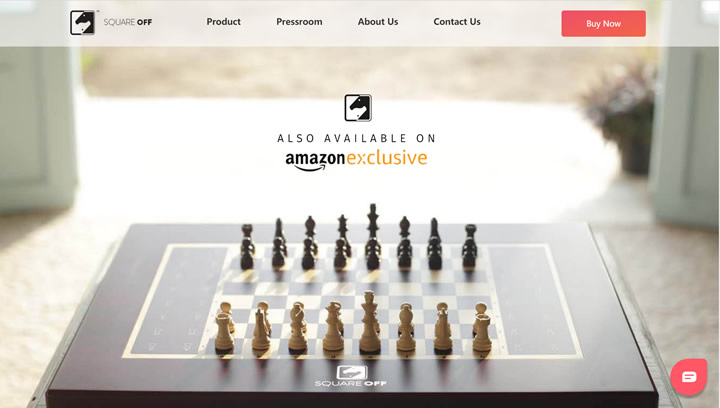 SQUARE OFF
Product
Pressroom
About Us
Contact Us
Buy Now
ALSO AVAILABLE ON
amazonexclusive
SQUARE OFF